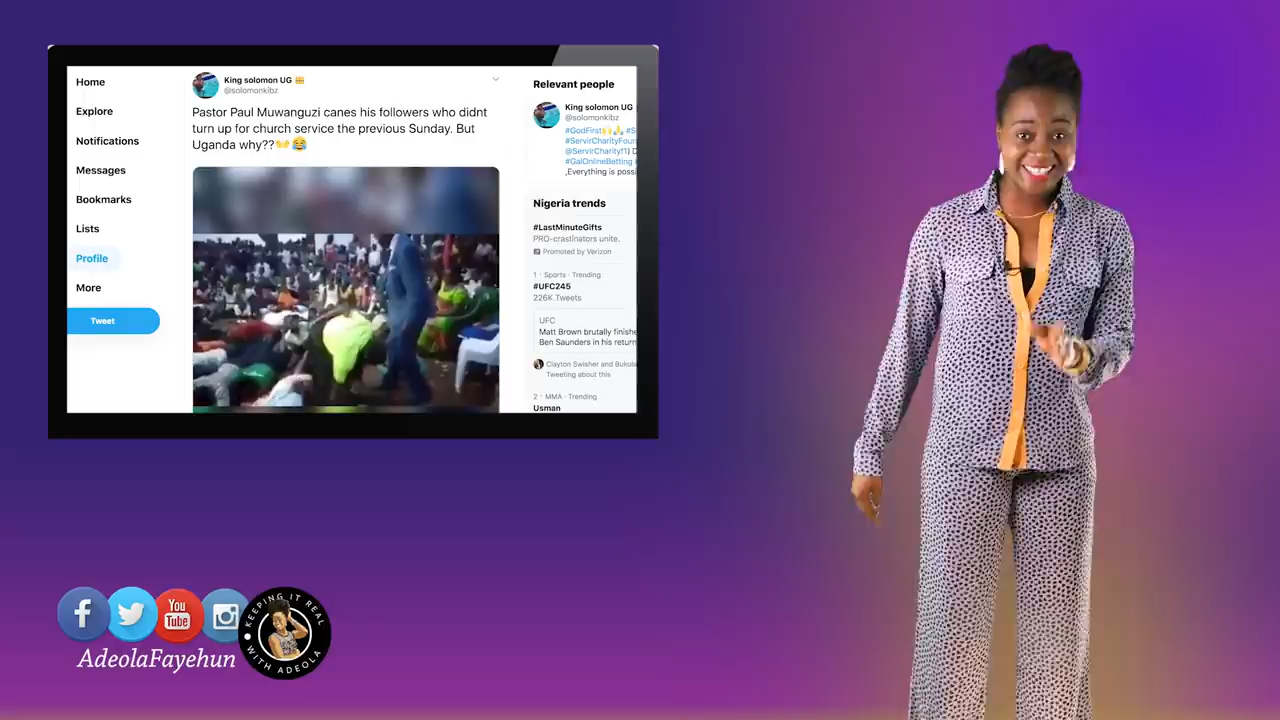 Home
Explore
Notifications
Messages
Bookmarks
Lists
Profile
More
Tweet
King solomon UG
@solomonkibz
Pastor Paul Muwanguzi canes his followers who didnt
turn up for church service the previous Sunday. But
Uganda why??
Relevant people
King solomon UG
@solomonkibz
#GodFirst #S
#ServirCharityFoun
@ServirCharity!1) D
#GalOnlineBetting
,Everything is possi
Nigeria trends
#LastMinuteGifts
PRO-crastinators unite.
Promoted by Verizon
1 · Sports · Trending
#UFC245
226K Tweets
UFC
Matt Brown brutally finishe
Ben Saunders in his return
Clayton Swisher and Bukola
Tweeting about this
2 · MMA · Trending
Usman
f
You
Tube
AdeolaFayehun
KEEPING IT REAL
WITH ADEOLA